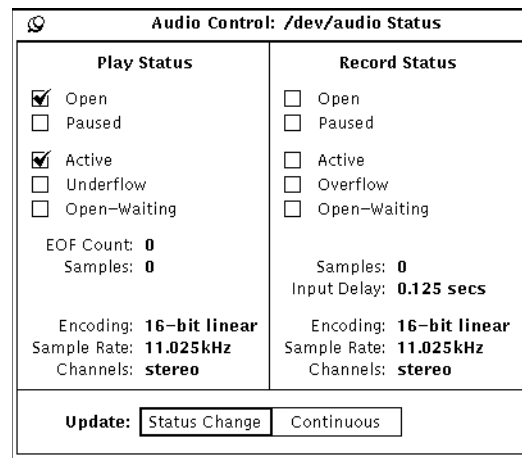 Audio Control: /dev/audio Status
Play Status
Open
Paused
Active
Underflow
Open-Waiting
EOF Count: 0
Samples: 0
Encoding: 16-bit linear
Sample Rate: 11.025kHz
Channels: stereo
Record Status
Open
Paused
Active
Overflow
Open-Waiting
Samples: 0
Input Delay: 0.125 secs
Encoding: 16-bit linear
Sample Rate: 11.025kHz
Channels: stereo
Update: Status Change Continuous